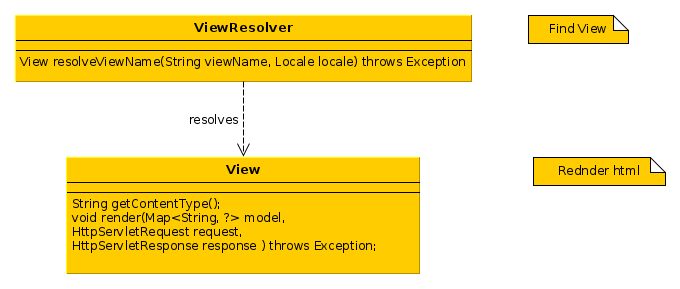 ViewResolver
Find View
View resolveViewName(String viewName, Locale locale) throws Exception
resolves
View
Rednder html
String getContentType();
void render(Map<String, ?> model,
HttpServletRequest request,
HttpServletResponse response ) throws Exception;